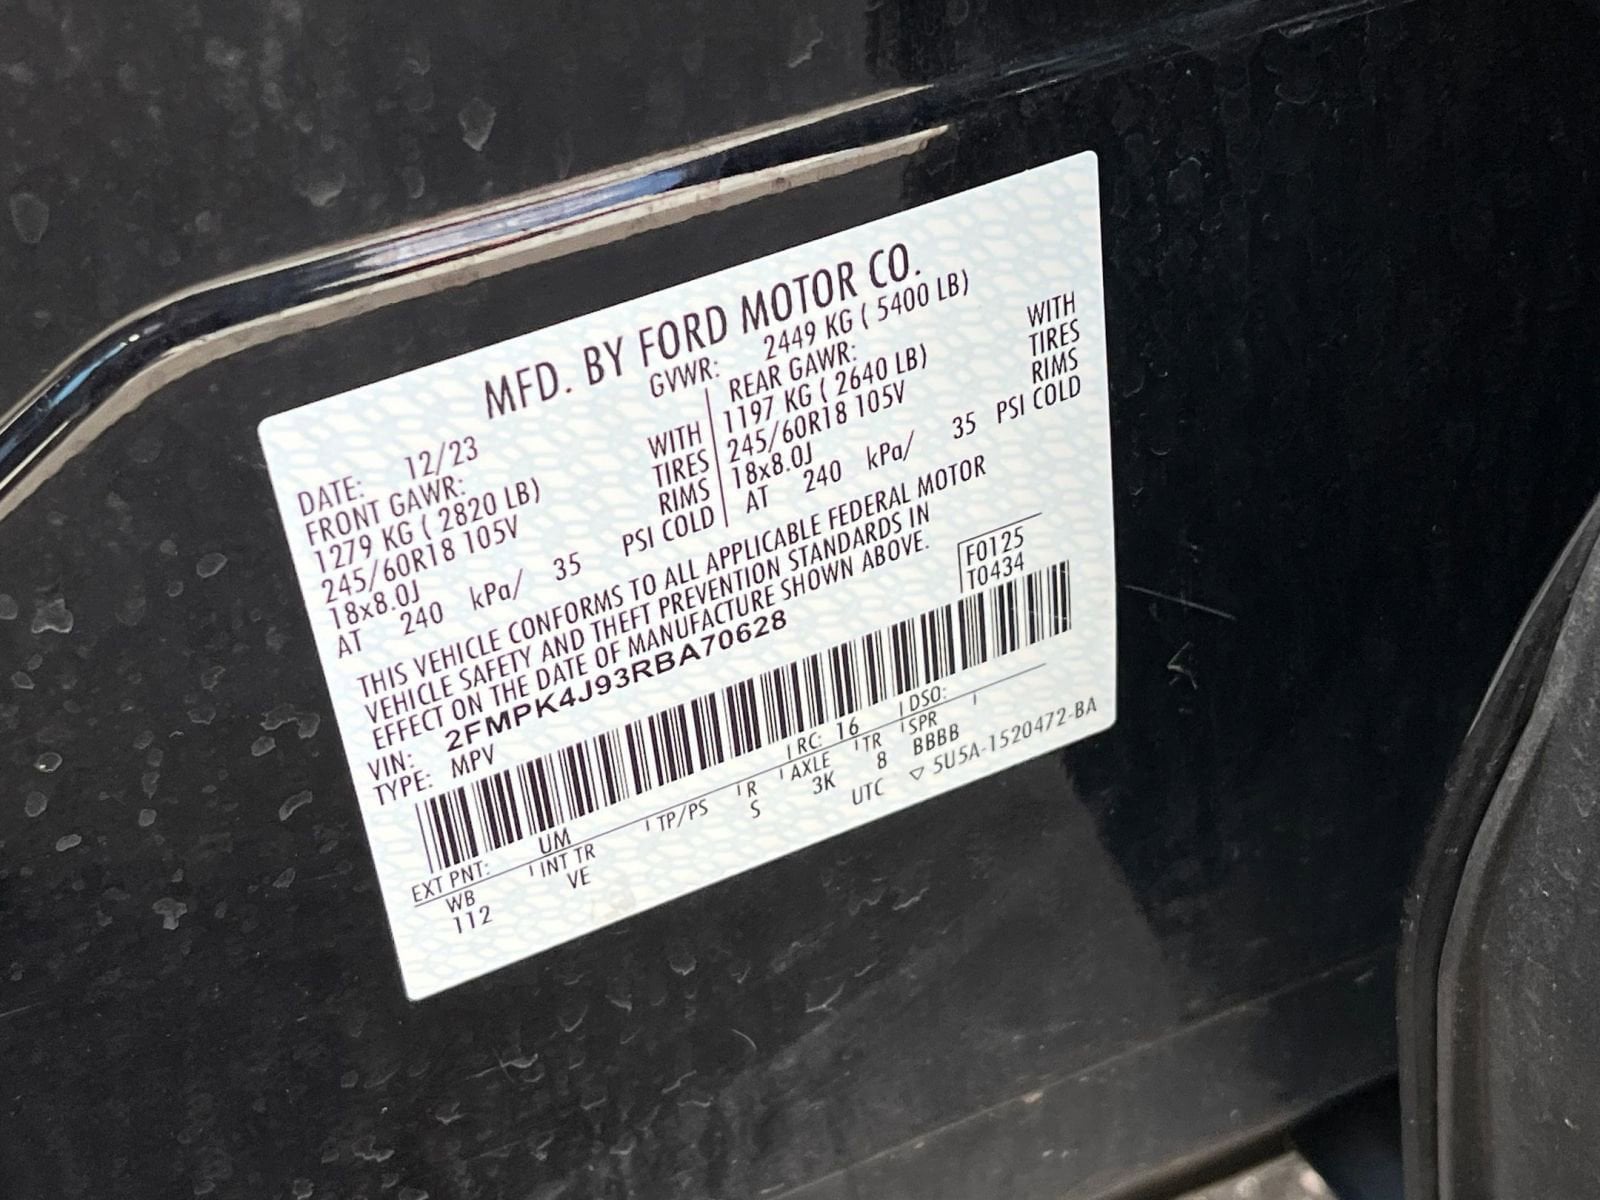 MFD. BY FORD MOTOR CO.
DATE: 12/23 GVWR: 2449 KG ( 5400 LB)
FRONT GAWR: WITH REAR GAWR: WITH
1279 KG ( 2820 LB) TIRES 1197 KG ( 2640 LB) TIRES
245/60R18 105V RIMS 245/60R18 105V RIMS
18x8.0J PSI COLD 18x8.0J PSI COLD
AT 240 kPa/ 35 AT 240 kPa/ 35
THIS VEHICLE CONFORMS TO ALL APPLICABLE FEDERAL MOTOR
VEHICLE SAFETY AND THEFT PREVENTION STANDARDS IN
EFFECT ON THE DATE OF MANUFACTURE SHOWN ABOVE.
VIN: 2FMPK4J93RBA70628 F0125
TYPE: MPV T0434
EXT PNT: UM RC: 16 DSO:
WB INT TR TP/PS R AXLE TR SPR
112 VE S 3K 8 BBBB
UTC ▽ 5U5A-1520472-BA